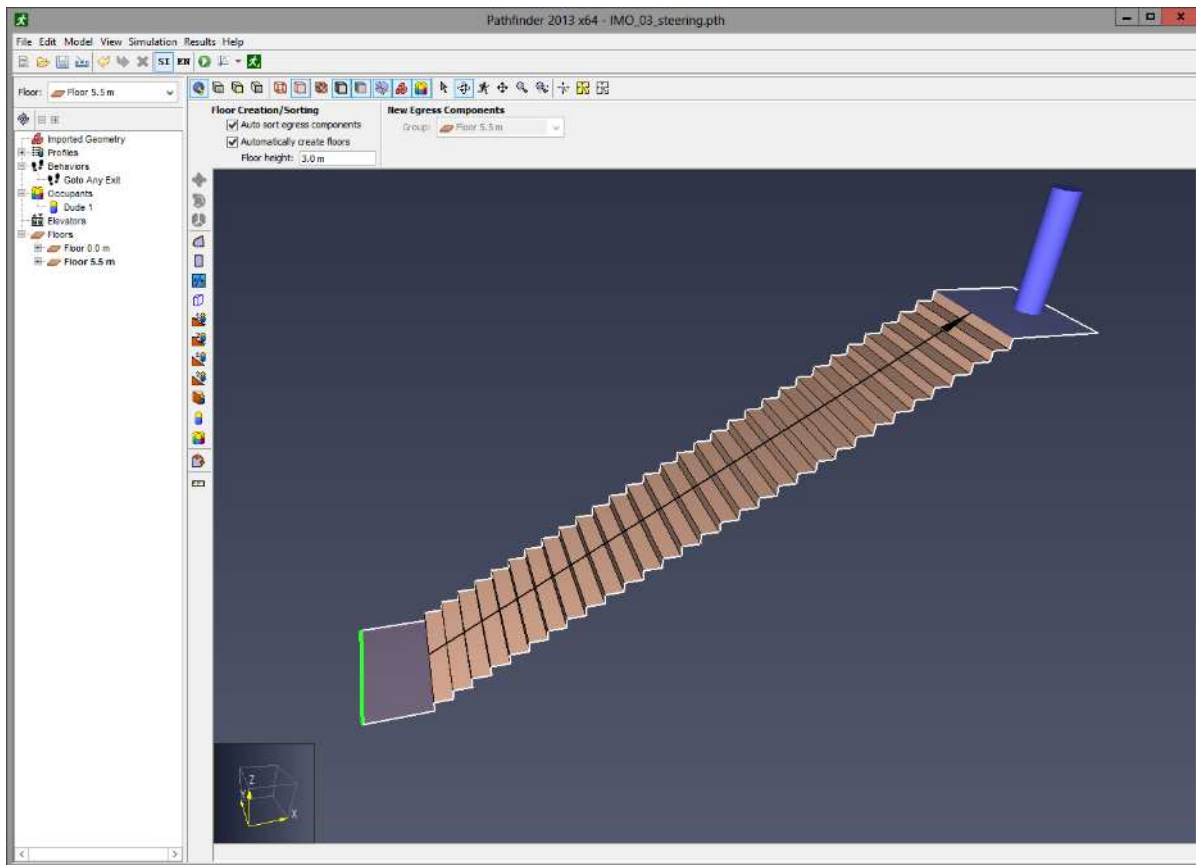 Pathfinder 2013 x64 - IMO_03_steering.pth
File Edit Model View Simulation Results Help
SI EN
Floor: Floor 5.5 m
Floor Creation/Sorting
New Egress Components
Auto sort egress components
Group: Floor 5.5 m
Automatically create floors
Floor height: 3.0 m
Imported Geometry
Profiles
Behaviors
Goto Any Exit
Occupants
Dude 1
Elevators
Floors
Floor 0.0 m
Floor 5.5 m
Z
Y
X